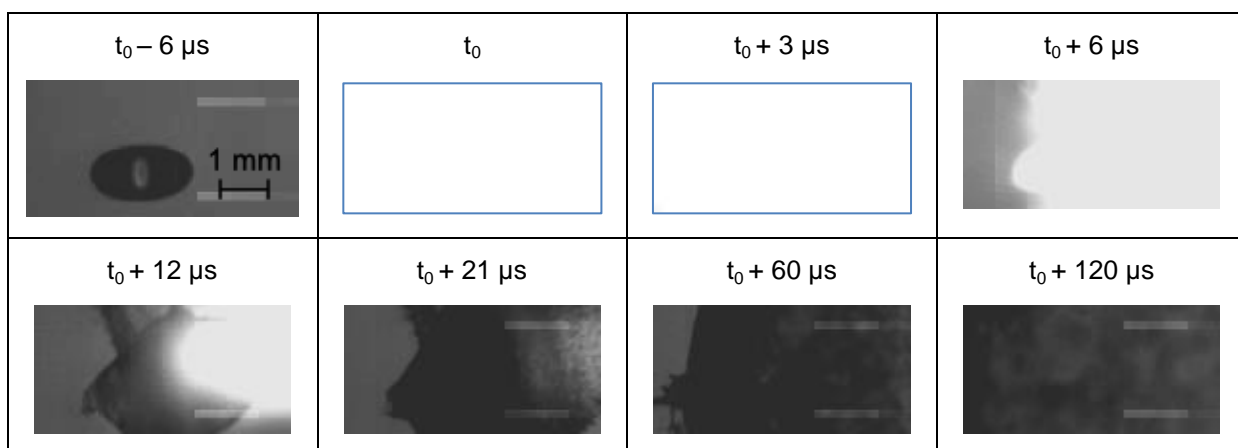 t₀ – 6 µs
t₀
t₀ + 3 µs
t₀ + 6 µs
1 mm
t₀ + 12 µs
t₀ + 21 µs
t₀ + 60 µs
t₀ + 120 µs